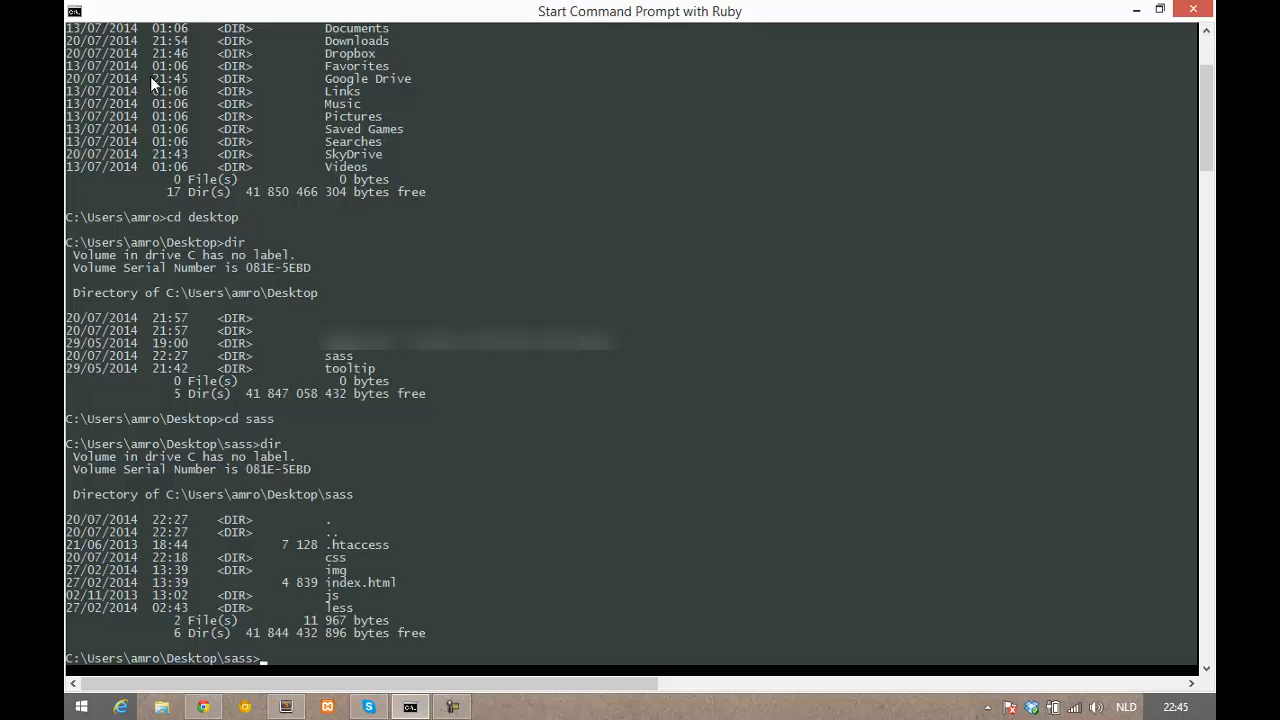 Start Command Prompt with Ruby
13/07/2014  01:06    <DIR>          Documents
20/07/2014  21:54    <DIR>          Downloads
20/07/2014  21:46    <DIR>          Dropbox
13/07/2014  01:06    <DIR>          Favorites
20/07/2014  21:45    <DIR>          Google Drive
13/07/2014  01:06    <DIR>          Links
13/07/2014  01:06    <DIR>          Music
13/07/2014  01:06    <DIR>          Pictures
13/07/2014  01:06    <DIR>          Saved Games
13/07/2014  01:06    <DIR>          Searches
20/07/2014  21:43    <DIR>          SkyDrive
13/07/2014  01:06    <DIR>          Videos
0 File(s)              0 bytes
17 Dir(s)  41 850 466 304 bytes free
C:\Users\amro>cd desktop
C:\Users\amro\Desktop>dir
Volume in drive C has no label.
Volume Serial Number is 081E-5EBD
Directory of C:\Users\amro\Desktop
20/07/2014  21:57    <DIR>
20/07/2014  21:57    <DIR>
29/05/2014  19:00    <DIR>
20/07/2014  22:27    <DIR>          sass
29/05/2014  21:42    <DIR>          tooltip
0 File(s)              0 bytes
5 Dir(s)  41 847 058 432 bytes free
C:\Users\amro\Desktop>cd sass
C:\Users\amro\Desktop\sass>dir
Volume in drive C has no label.
Volume Serial Number is 081E-5EBD
Directory of C:\Users\amro\Desktop\sass
20/07/2014  22:27    <DIR>          .
20/07/2014  22:27    <DIR>          ..
21/06/2013  18:44             7 128 .htaccess
20/07/2014  22:18    <DIR>          css
27/02/2014  13:39    <DIR>          img
27/02/2014  13:39             4 839 index.html
02/11/2013  13:02    <DIR>          js
27/02/2014  02:43    <DIR>          less
2 File(s)         11 967 bytes
6 Dir(s)  41 844 432 896 bytes free
C:\Users\amro\Desktop\sass>
NLD
22:45